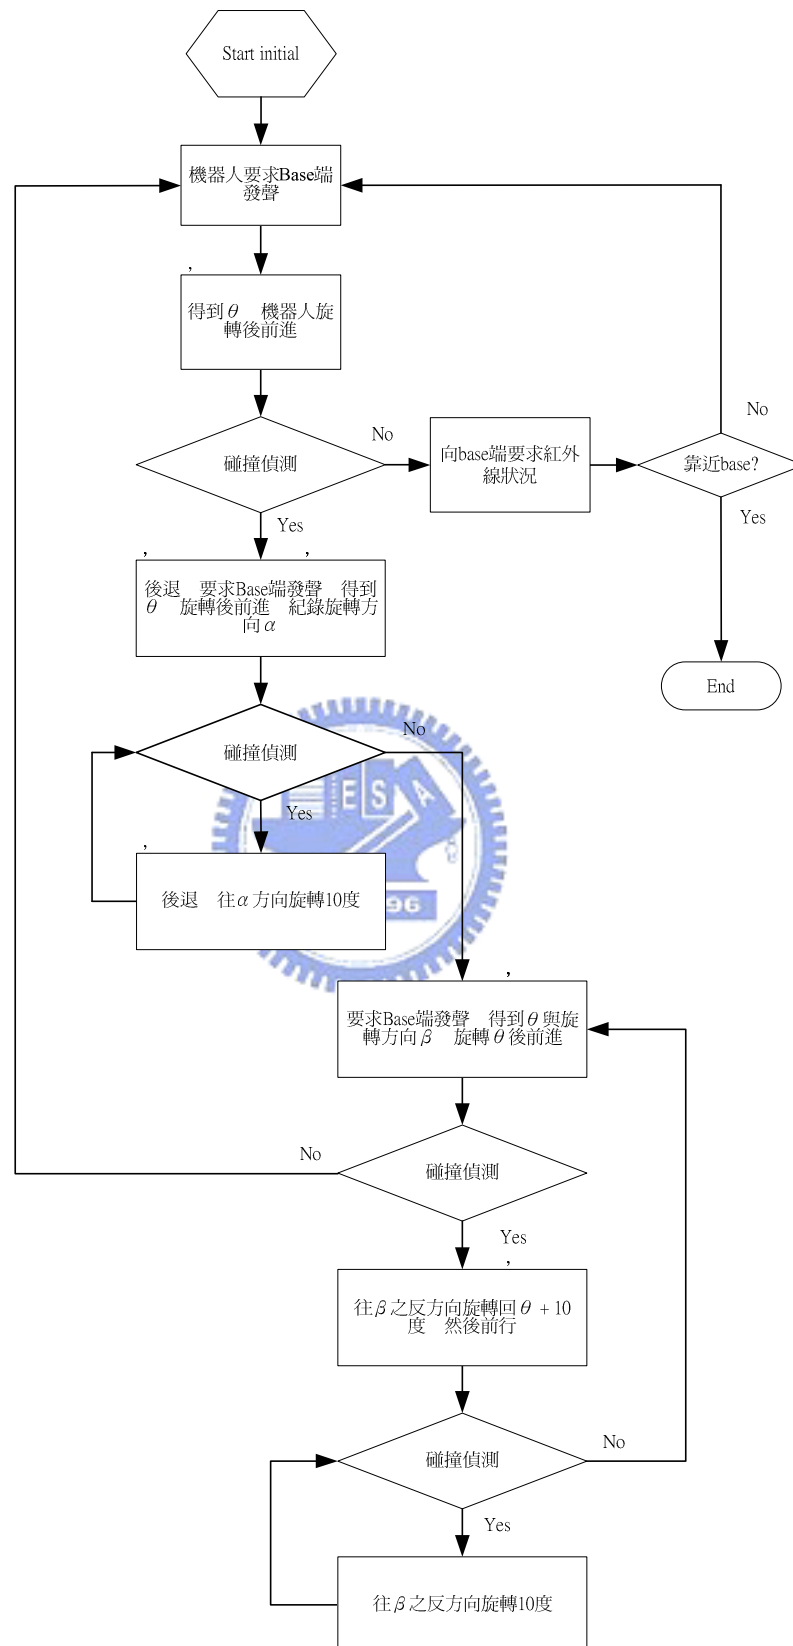 Start initial
機器人要求Base端
發聲
,
得到θ 機器人旋
轉後前進
碰撞偵測
No
向base端要求紅外
線狀況
靠近base?
No
Yes
End
Yes
, ,
後退 要求Base端發聲 得到
θ 旋轉後前進 紀錄旋轉方
向α
碰撞偵測
No
Yes
,
後退 往α方向旋轉10度
E S A
96
,
要求Base端發聲 得到θ與旋
轉方向β 旋轉θ後前進
碰撞偵測
No
Yes
,
往β之反方向旋轉回θ + 10
度 然後前行
碰撞偵測
No
Yes
往β之反方向旋轉10度